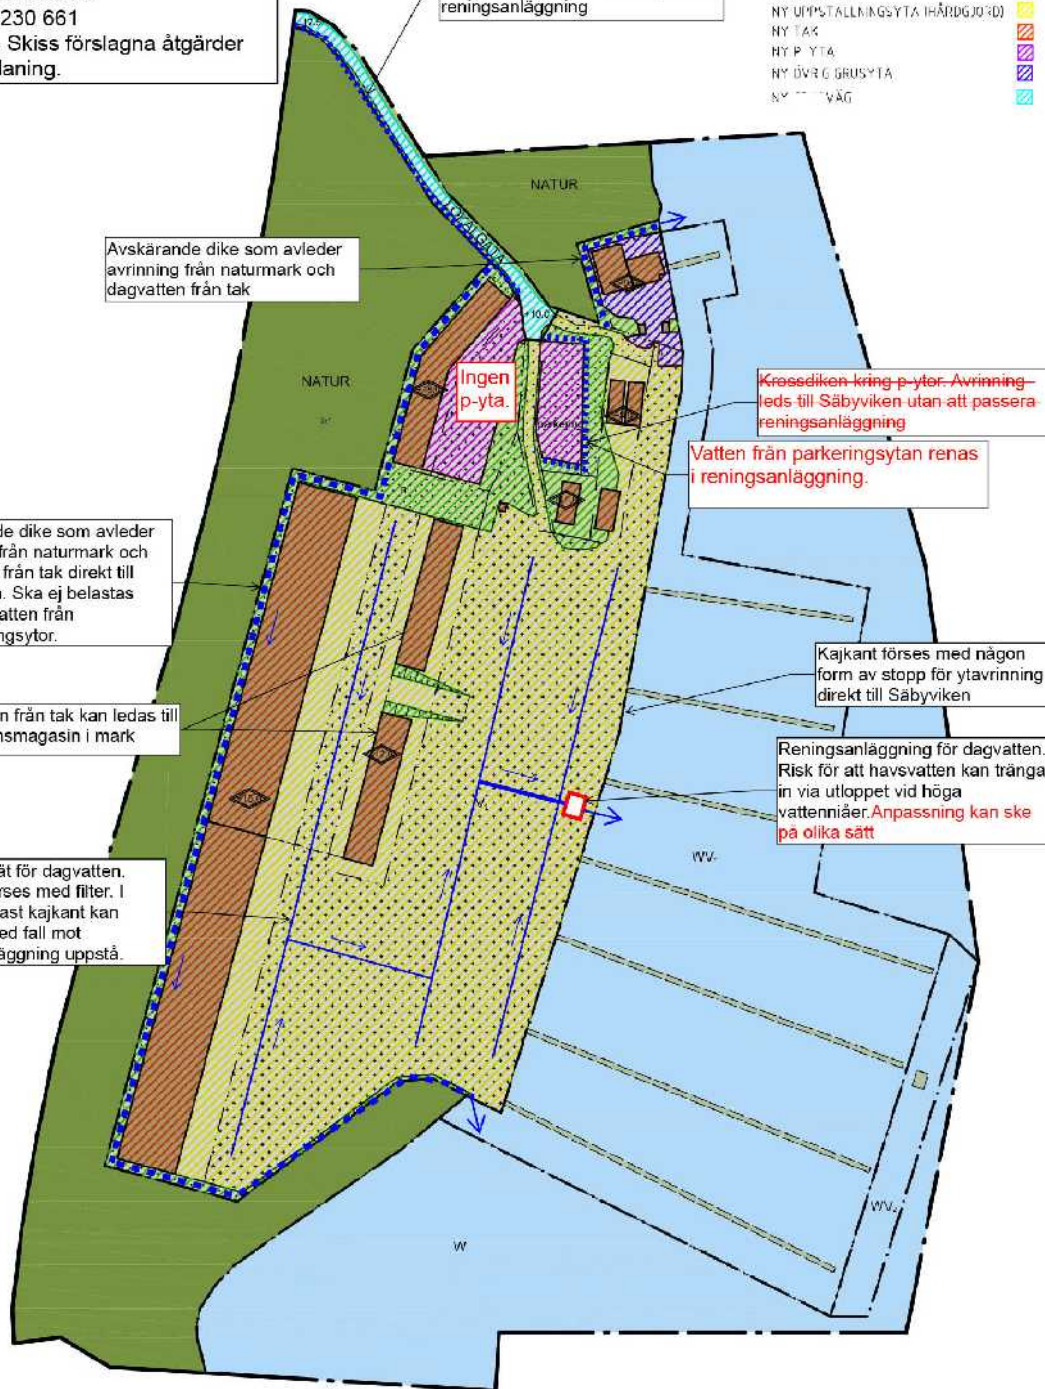 230 661
Skiss förslagna åtgärder
laning.
reningsanläggning
NY UPPSTÄLLNINGSYTA (HÅRDGJORD)
NY TAK
NY P-YTA
NY ÖVRIG GRUSYTA
NY VÄG
NATUR
LOKALGATA
Avskärande dike som avleder
avrinning från naturmark och
dagvatten från tak
+10.0
NATUR
Ingen
p-yta.
Krossdiken kring p-ytor. Avrinning
leds till Säbyviken utan att passera
reningsanläggning
Vatten från parkeringsytan renas
i reningsanläggning.
de dike som avleder
från naturmark och
från tak direkt till
. Ska ej belastas
atten från
ngsytor.
Kajkant förses med någon
form av stopp för ytavrinning
direkt till Säbyviken
n från tak kan ledas till
nsmagasin i mark
Reningsanläggning för dagvatten.
Risk för att havsvatten kan tränga
in via utloppet vid höga
vattenniåer. Anpassning kan ske
på olika sätt
ät för dagvatten.
rses med filter. I
ast kajkant kan
ed fall mot
äggning uppstå.
WV
WV
W